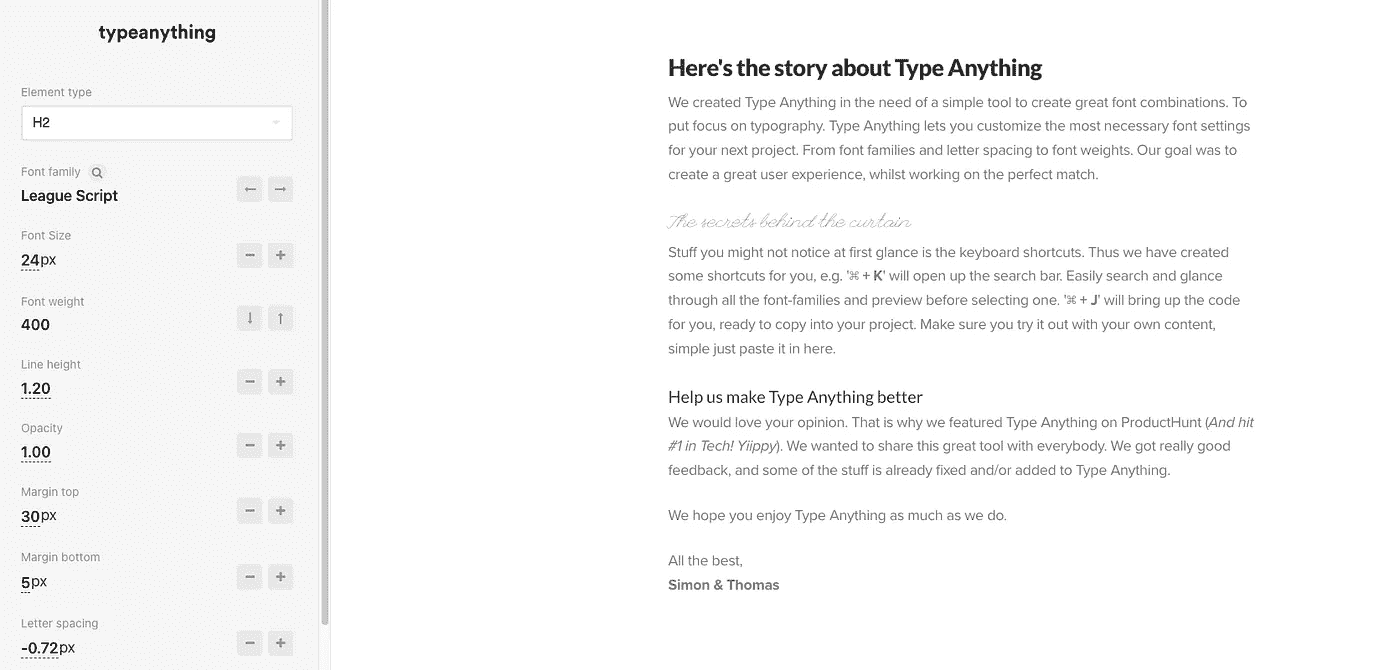 typeanything
Element type
H2
Font family
League Script
Font Size
24px
Font weight
400
Line height
1.20
Opacity
1.00
Margin top
30px
Margin bottom
5px
Letter spacing
-0.72px
Here's the story about Type Anything
We created Type Anything in the need of a simple tool to create great font combinations. To
put focus on typography. Type Anything lets you customize the most necessary font settings
for your next project. From font families and letter spacing to font weights. Our goal was to
create a great user experience, whilst working on the perfect match.
The secrets behind the curtain
Stuff you might not notice at first glance is the keyboard shortcuts. Thus we have created
some shortcuts for you, e.g. '⌘ + K' will open up the search bar. Easily search and glance
through all the font-families and preview before selecting one. '⌘ + J' will bring up the code
for you, ready to copy into your project. Make sure you try it out with your own content,
simple just paste it in here.
Help us make Type Anything better
We would love your opinion. That is why we featured Type Anything on ProductHunt (And hit
#1 in Tech! Yiippy). We wanted to share this great tool with everybody. We got really good
feedback, and some of the stuff is already fixed and/or added to Type Anything.
We hope you enjoy Type Anything as much as we do.
All the best,
Simon & Thomas